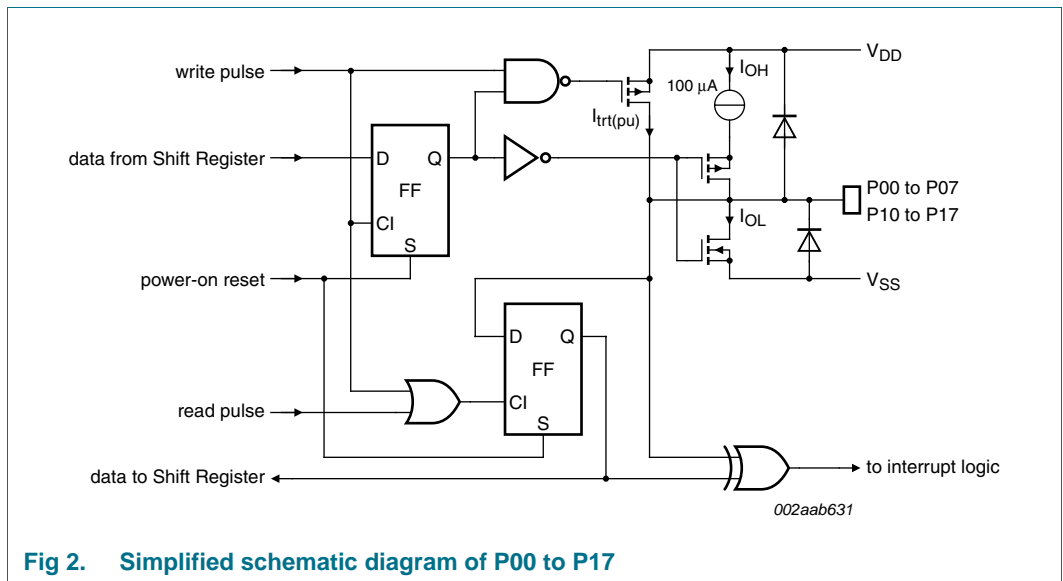 write pulse
V_DD
I_OH
100 μA
I_trt(pu)
data from Shift Register
D
Q
FF
CI
S
P00 to P07
P10 to P17
I_OL
power-on reset
V_SS
D
Q
FF
CI
S
read pulse
data to Shift Register
to interrupt logic
002aab631
Fig 2. Simplified schematic diagram of P00 to P17